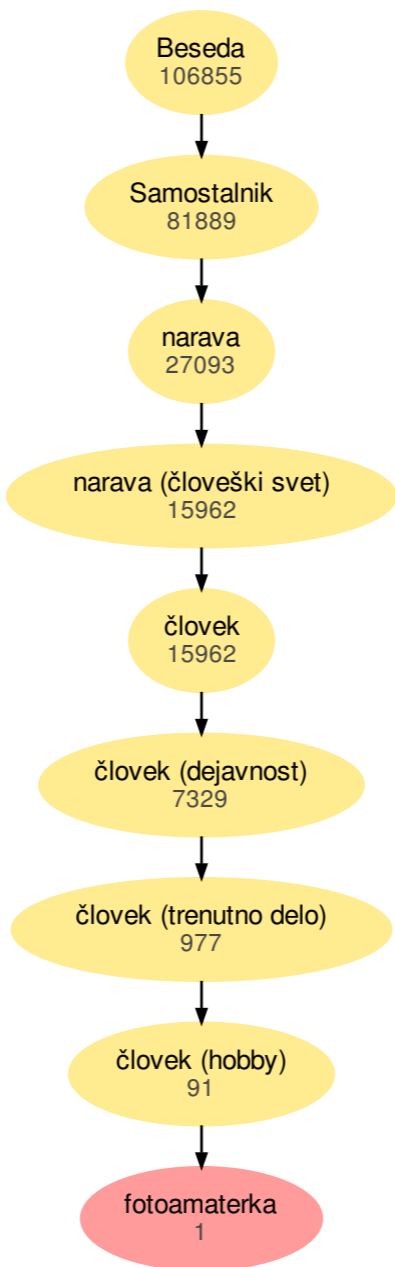 Beseda
106855
Samostalnik
81889
narava
27093
narava (človeški svet)
15962
človek
15962
človek (dejavnost)
7329
človek (trenutno delo)
977
človek (hobby)
91
fotoamaterka
1